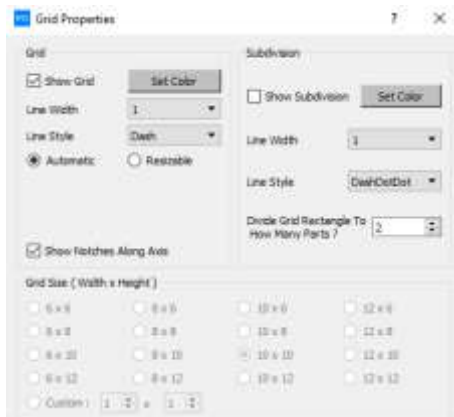 Grid Properties
?
Grid
Show Grid
Set Color
Line Width
1
Line Style
Dash
Automatic
Resizable
Show Notches Along Axis
Subdivision
Show Subdivision
Set Color
Line Width
1
Line Style
DashDotDot
Divide Grid Rectangle To
How Many Parts ?
2
Grid Size ( Width x Height )
6 x 6
8 x 6
10 x 6
12 x 6
6 x 8
8 x 8
10 x 8
12 x 8
6 x 10
8 x 10
10 x 10
12 x 10
6 x 12
8 x 12
10 x 12
12 x 12
Custom : 1 x 1